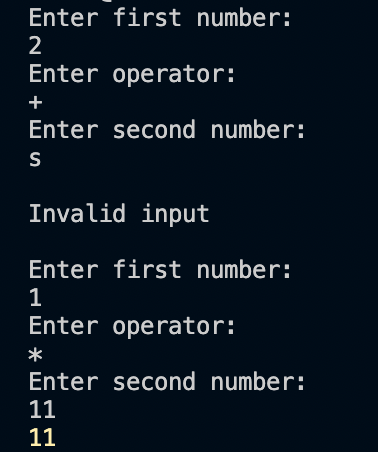 Enter first number:
2
Enter operator:
+
Enter second number:
s
Invalid input
Enter first number:
1
Enter operator:
*
Enter second number:
11
11